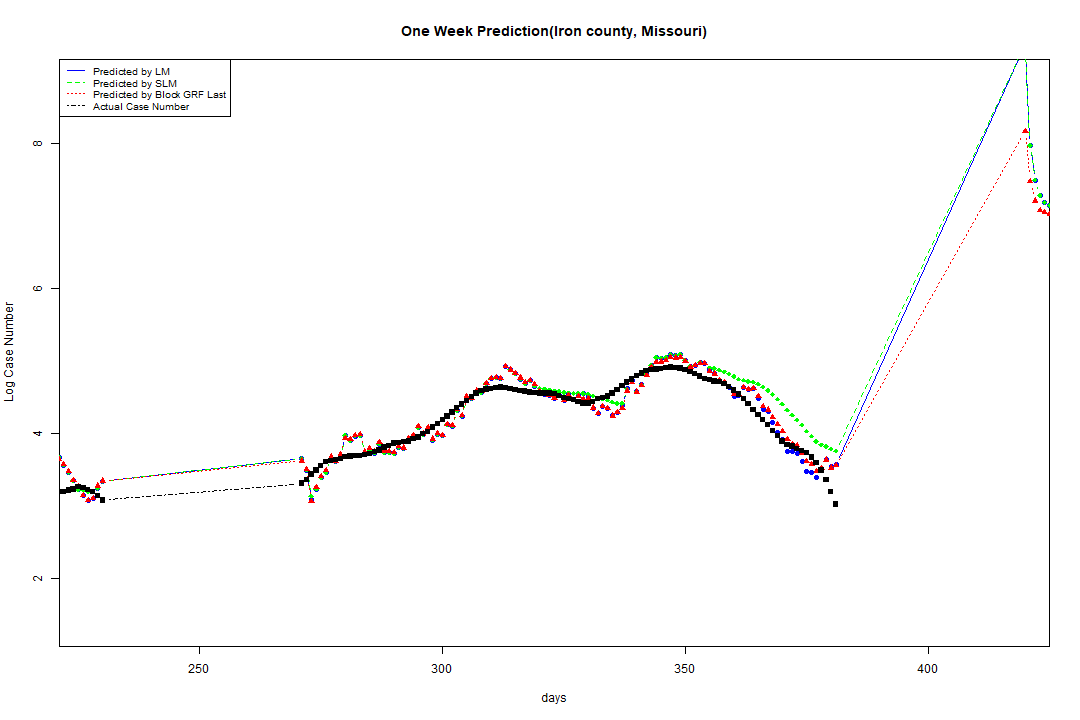 One Week Prediction(Iron county, Missouri)
Predicted by LM
Predicted by SLM
Predicted by Block GRF Last
Actual Case Number
Log Case Number
8
6
4
2
250 300 350 400
days